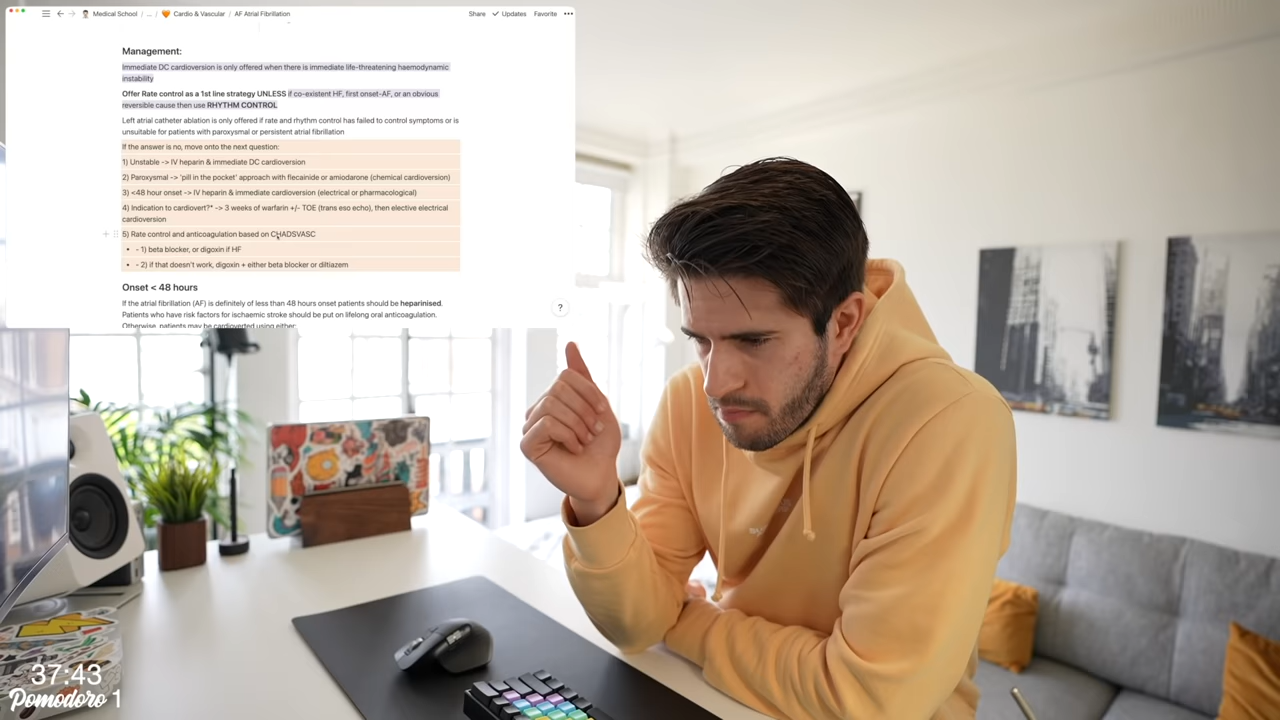 Medical School / ... / Cardio & Vascular / AF Atrial Fibrillation
Share Updates Favorite •••
Management:
Immediate DC cardioversion is only offered when there is immediate life-threatening haemodynamic
instability
Offer Rate control as a 1st line strategy UNLESS if co-existent HF, first onset-AF, or an obvious
reversible cause then use RHYTHM CONTROL
Left atrial catheter ablation is only offered if rate and rhythm control has failed to control symptoms or is
unsuitable for patients with paroxysmal or persistent atrial fibrillation
If the answer is no, move onto the next question:
1) Unstable -> IV heparin & immediate DC cardioversion
2) Paroxysmal -> 'pill in the pocket' approach with flecainide or amiodarone (chemical cardioversion)
3) <48 hour onset -> IV heparin & immediate cardioversion (electrical or pharmacological)
4) Indication to cardiovert?* -> 3 weeks of warfarin +/- TOE (trans eso echo), then elective electrical
cardioversion
5) Rate control and anticoagulation based on CHADSVASC
• - 1) beta blocker, or digoxin if HF
• - 2) if that doesn't work, digoxin + either beta blocker or diltiazem
Onset < 48 hours
If the atrial fibrillation (AF) is definitely of less than 48 hours onset patients should be heparinised.
Patients who have risk factors for ischaemic stroke should be put on lifelong oral anticoagulation.
Otherwise, patients may be cardioverted using either:
?
37:43
Pomodoro 1